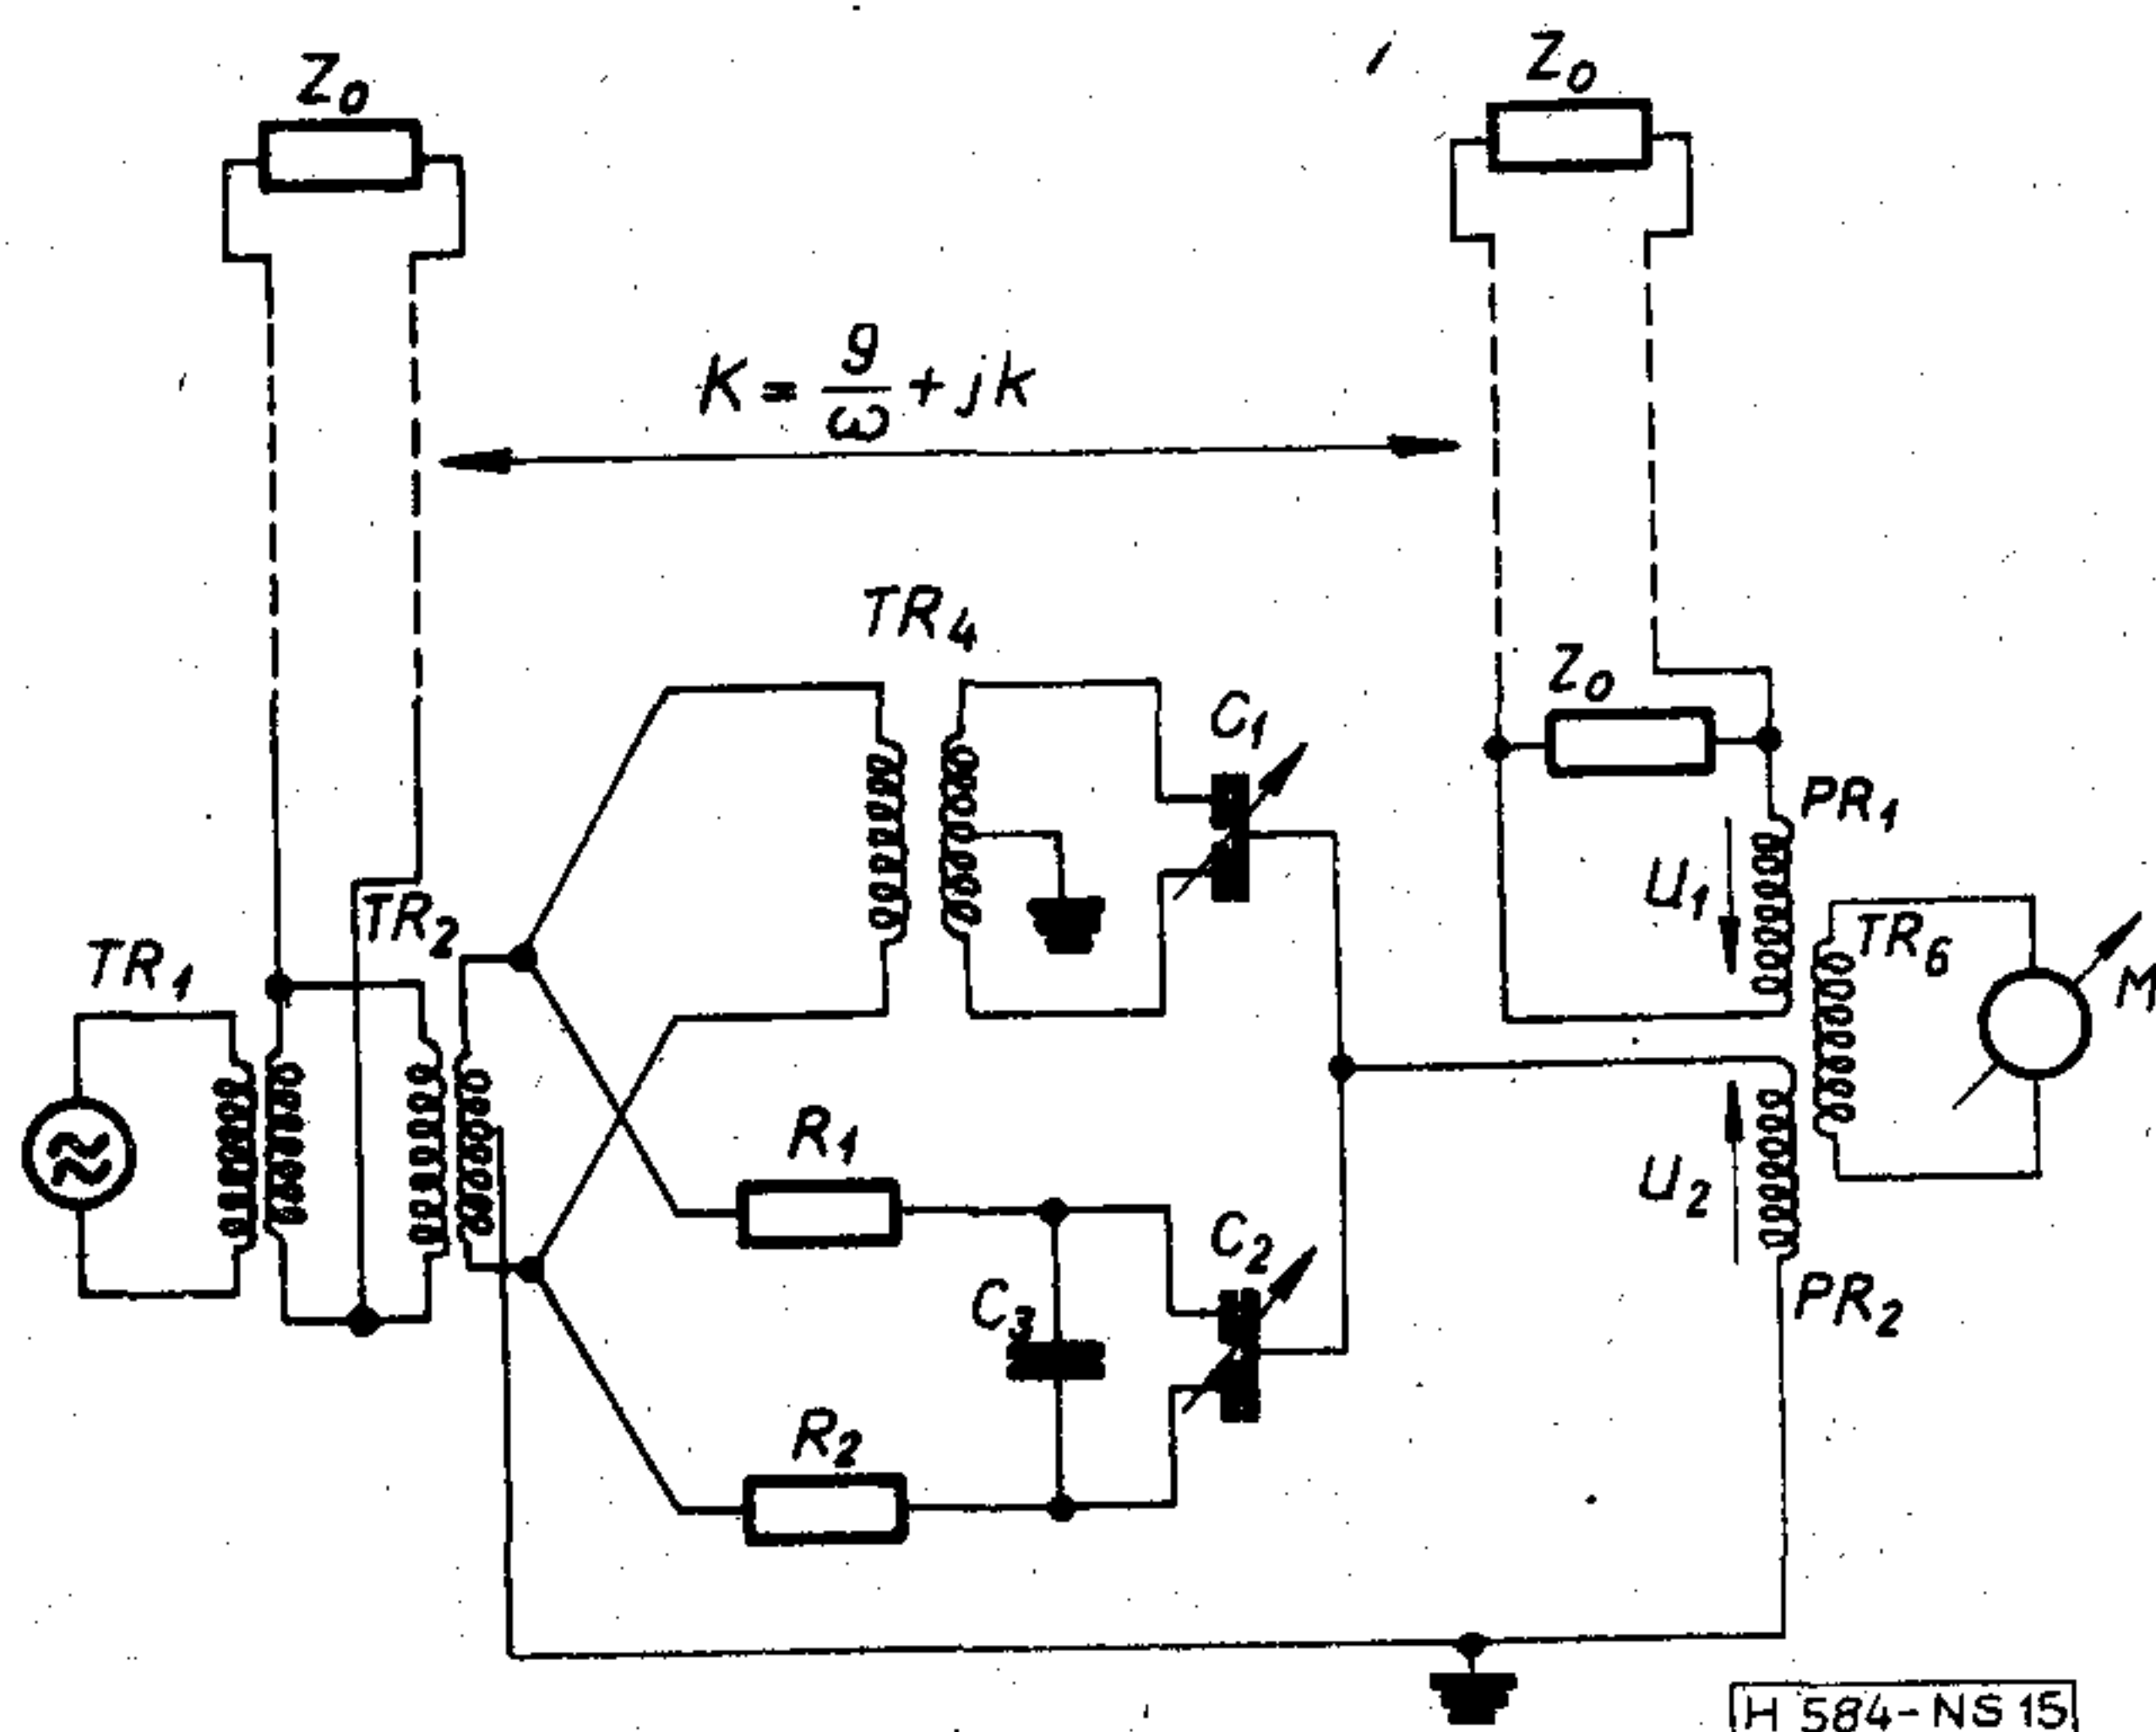 Z₀
Z₀
K = g/ω + jk
TR₄
C₁
Z₀
PR₁
U₁
TR₂
TR₁
TR₆
M
R₁
U₂
C₂
C₃
PR₂
R₂
H 584-NS 15